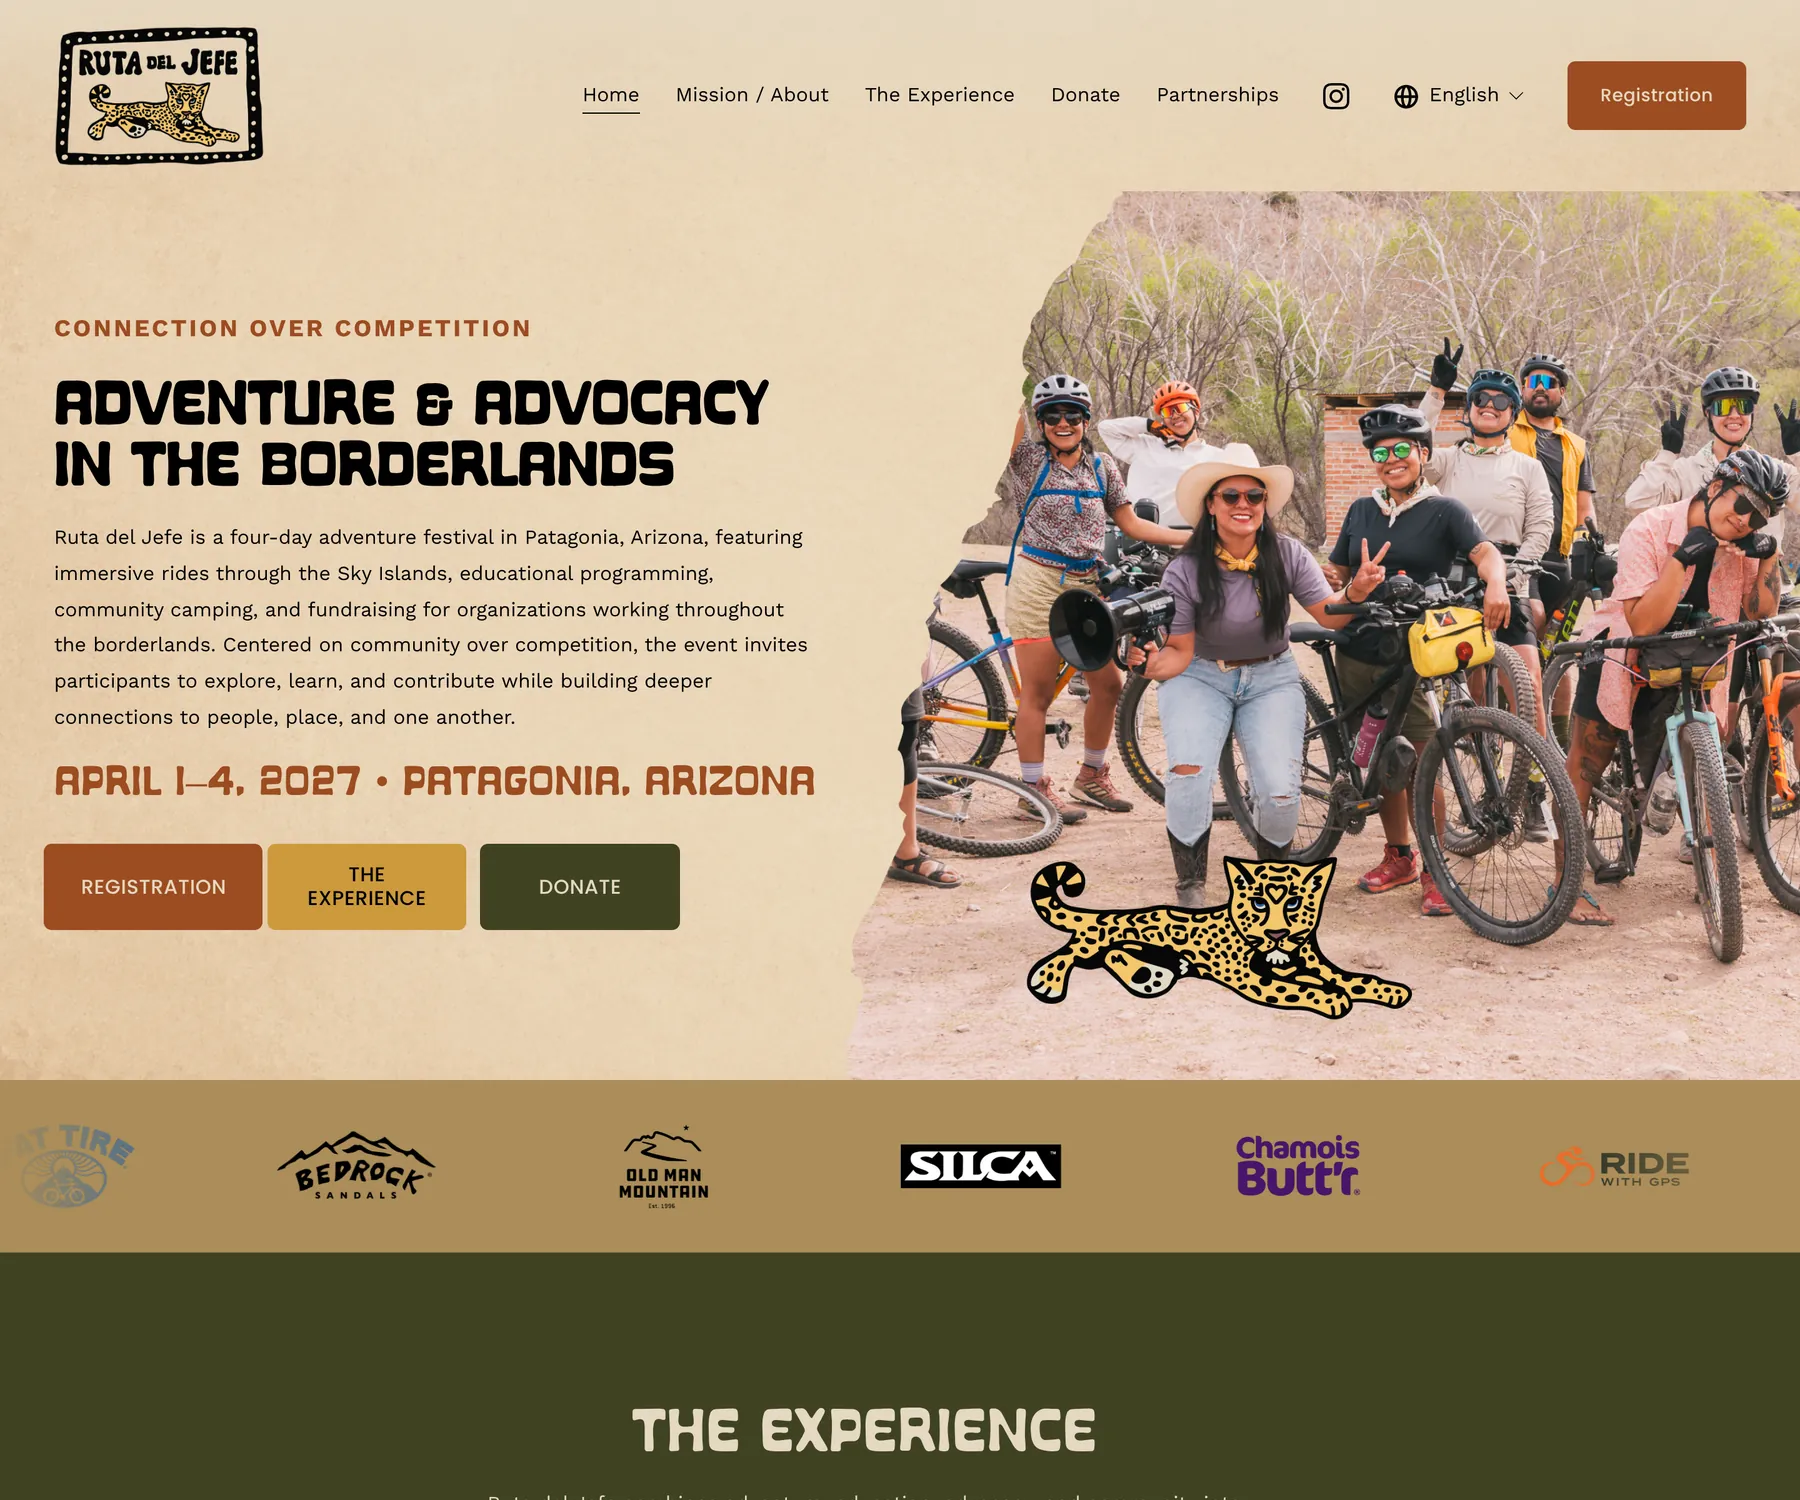 RUTA DEL JEFE
Home
Mission / About
The Experience
Donate
Partnerships
English
Registration
CONNECTION OVER COMPETITION
ADVENTURE & ADVOCACY
IN THE BORDERLANDS
Ruta del Jefe is a four-day adventure festival in Patagonia, Arizona, featuring
immersive rides through the Sky Islands, educational programming,
community camping, and fundraising for organizations working throughout
the borderlands. Centered on community over competition, the event invites
participants to explore, learn, and contribute while building deeper
connections to people, place, and one another.
APRIL 1–4, 2027 • PATAGONIA, ARIZONA
REGISTRATION
THE
EXPERIENCE
DONATE
AT TIRE
BEDROCK®
SANDALS
OLD MAN
MOUNTAIN
Est. 1996
SILCA™
Chamois
Butt'r®
RIDE
WITH GPS
THE EXPERIENCE